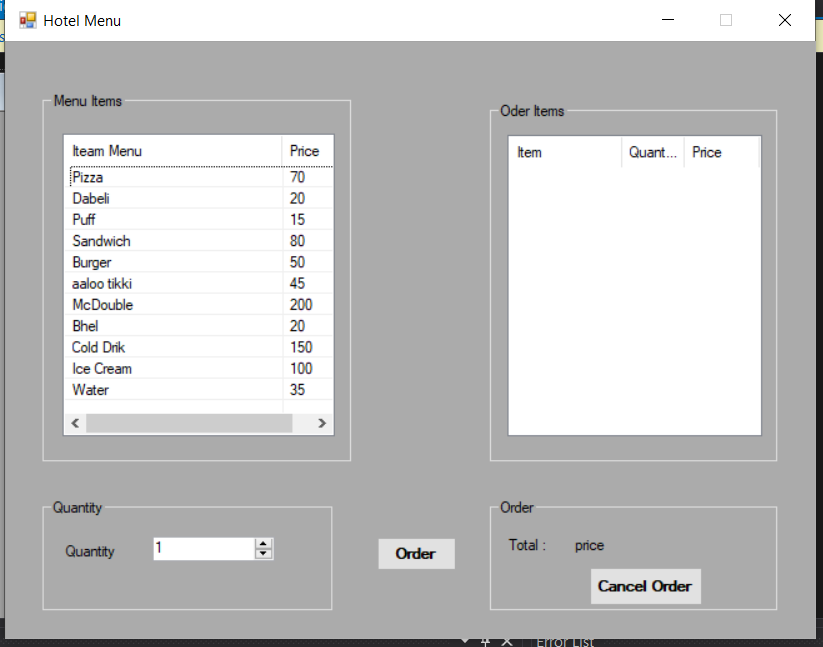 Hotel Menu
Menu Items
Iteam Menu Price
Pizza 70
Dabeli 20
Puff 15
Sandwich 80
Burger 50
aaloo tikki 45
McDouble 200
Bhel 20
Cold Drik 150
Ice Cream 100
Water 35
Oder Items
Item Quant... Price
Quantity
Quantity 1
Order
Order
Total : price
Cancel Order
Error List